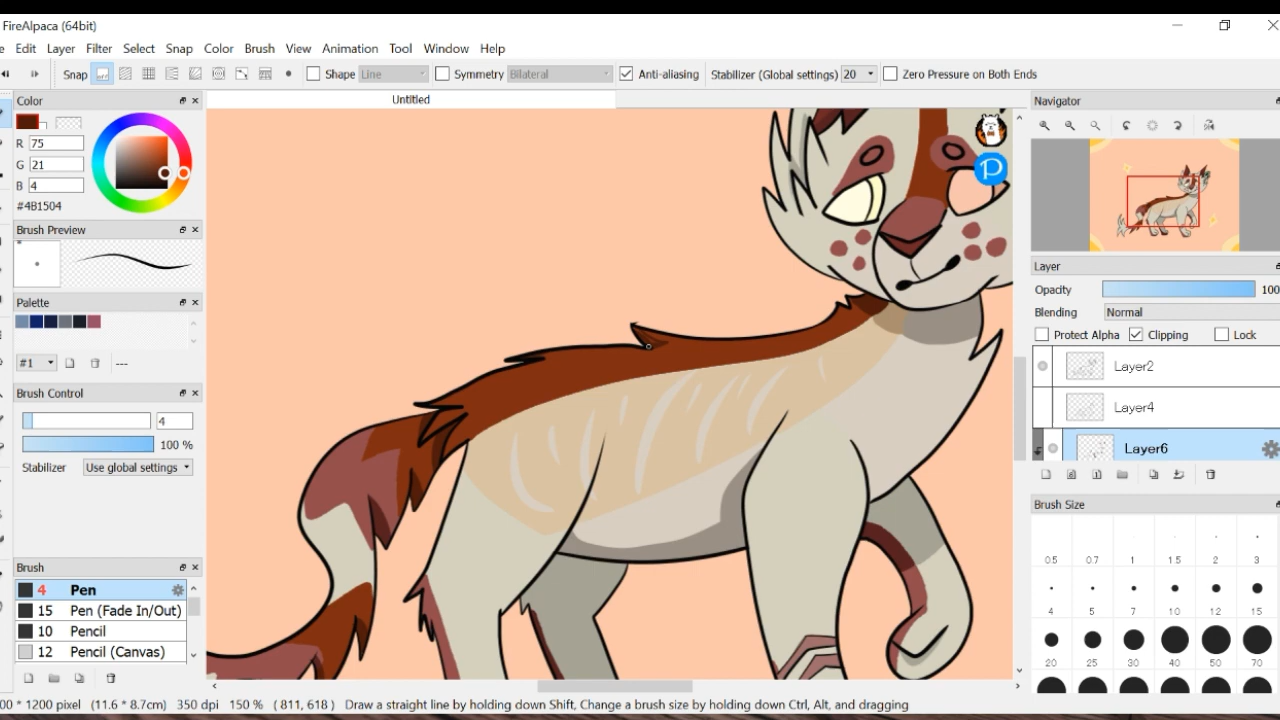 FireAlpaca (64bit)
e Edit Layer Filter Select Snap Color Brush View Animation Tool Window Help
Snap Shape Line Symmetry Bilateral Anti-aliasing Stabilizer (Global settings) 20 Zero Pressure on Both Ends
Color
Untitled
Navigator
R 75
G 21
B 4
#4B1504
Brush Preview
Palette
#1 ---
Brush Control
4
100 %
Stabilizer Use global settings
Brush
4 Pen
15 Pen (Fade In/Out)
10 Pencil
12 Pencil (Canvas)
P
Layer
Opacity 100
Blending Normal
Protect Alpha Clipping Lock
Layer2
Layer4
Layer6
Brush Size
0.5 0.7 1 1.5 2 3
4 5 7 10 12 15
20 25 30 40 50 70
00 * 1200 pixel (11.6 * 8.7cm) 350 dpi 150 % ( 811, 618 ) Draw a straight line by holding down Shift, Change a brush size by holding down Ctrl, Alt, and dragging